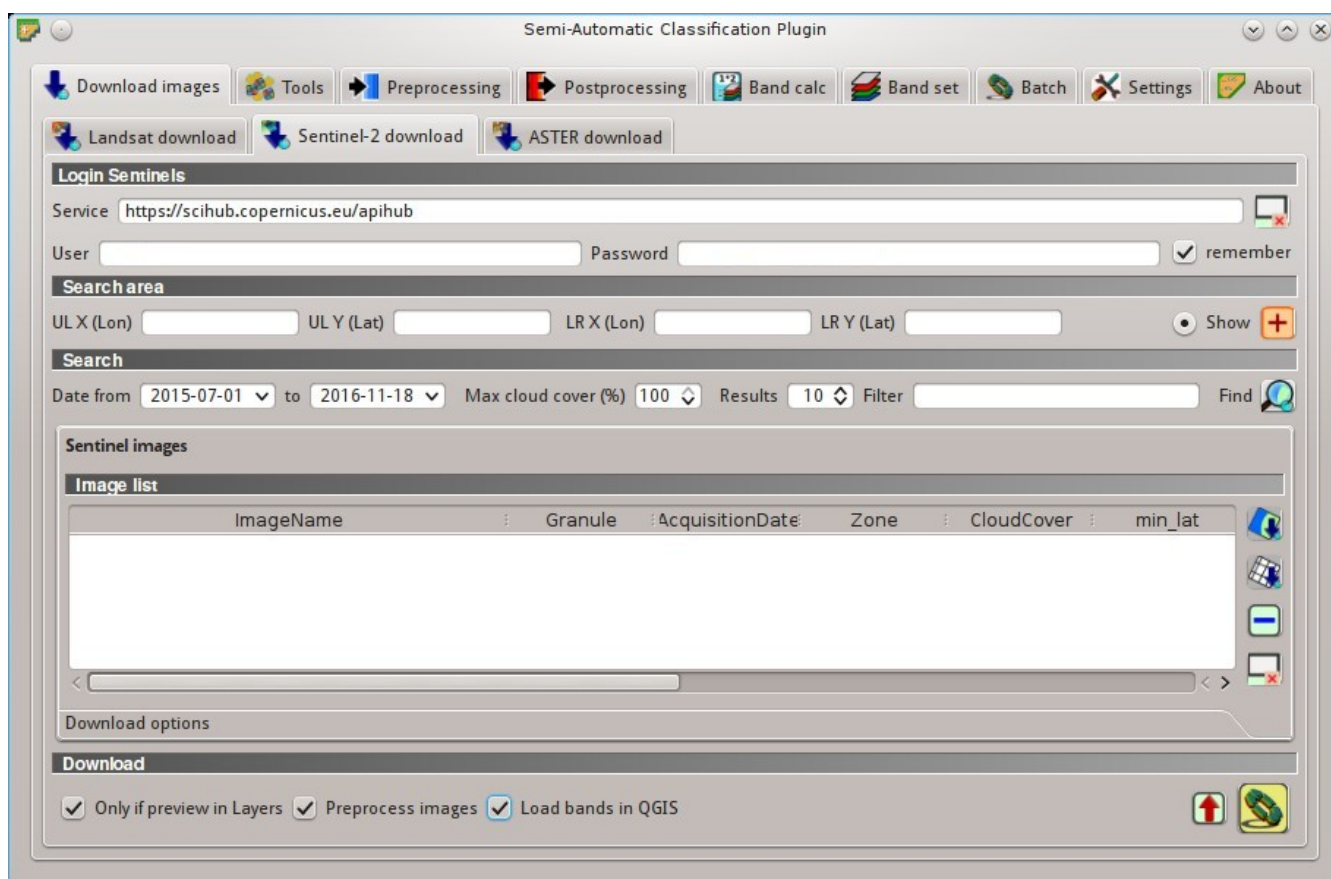 Semi-Automatic Classification Plugin
Download images Tools Preprocessing Postprocessing Band calc Band set Batch Settings About
Landsat download Sentinel-2 download ASTER download
Login Sentinels
Service https://scihub.copernicus.eu/apihub
User Password remember
Search area
UL X (Lon) UL Y (Lat) LR X (Lon) LR Y (Lat) Show
Search
Date from 2015-07-01 to 2016-11-18 Max cloud cover (%) 100 Results 10 Filter Find
Sentinel images
Image list
ImageName Granule AcquisitionDate Zone CloudCover min_lat
Download options
Download
Only if preview in Layers Preprocess images Load bands in QGIS